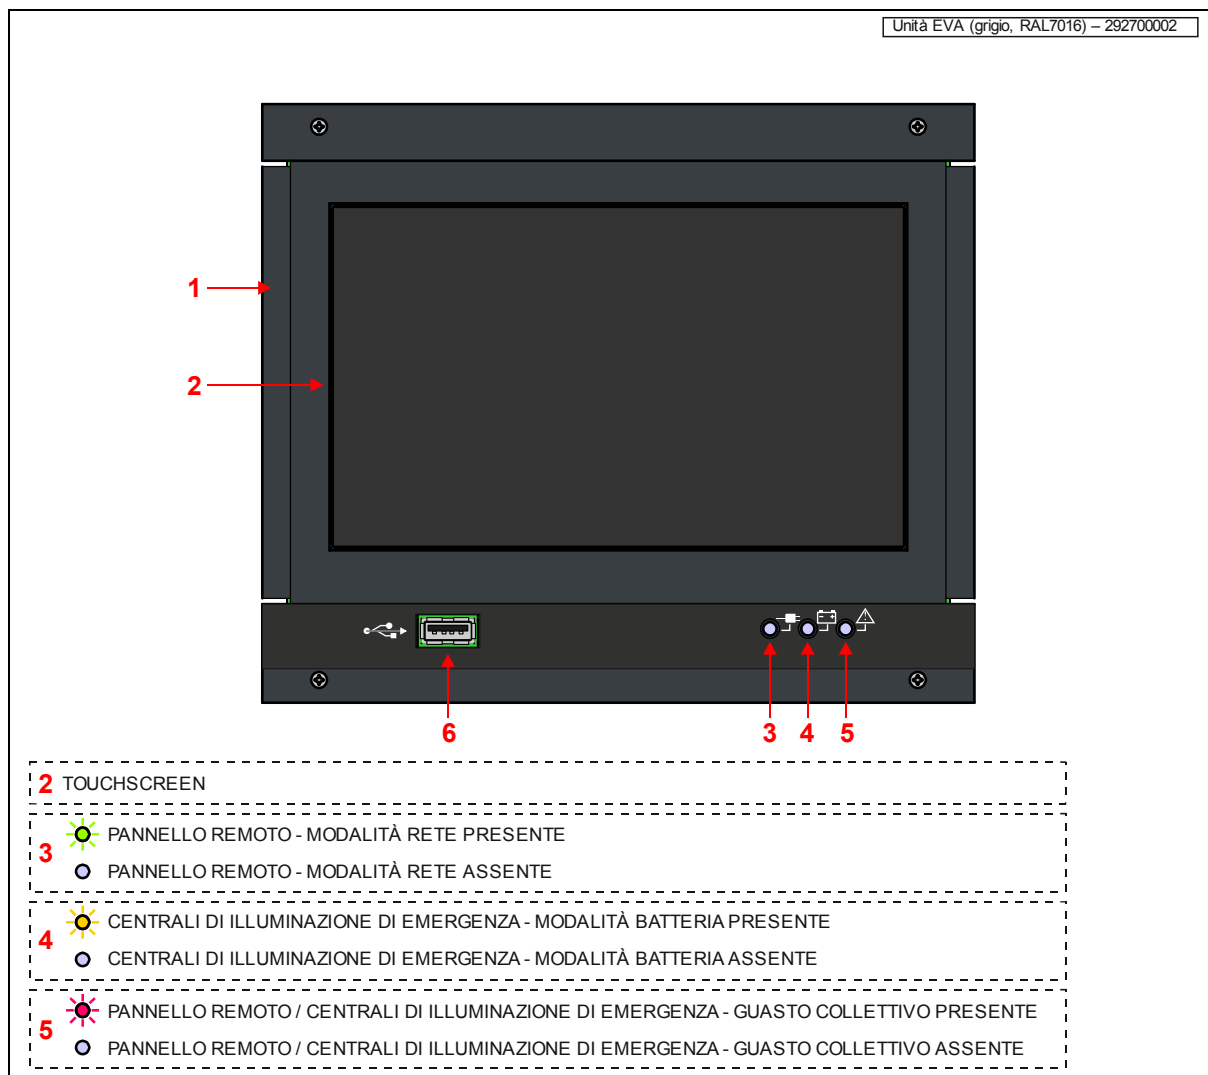 Unità EVA (grigio, RAL7016) – 292700002
1
2
6
3 4 5
2 TOUCHSCREEN
3
PANNELLO REMOTO - MODALITÀ RETE PRESENTE
PANNELLO REMOTO - MODALITÀ RETE ASSENTE
4
CENTRALI DI ILLUMINAZIONE DI EMERGENZA - MODALITÀ BATTERIA PRESENTE
CENTRALI DI ILLUMINAZIONE DI EMERGENZA - MODALITÀ BATTERIA ASSENTE
5
PANNELLO REMOTO / CENTRALI DI ILLUMINAZIONE DI EMERGENZA - GUASTO COLLETTIVO PRESENTE
PANNELLO REMOTO / CENTRALI DI ILLUMINAZIONE DI EMERGENZA - GUASTO COLLETTIVO ASSENTE